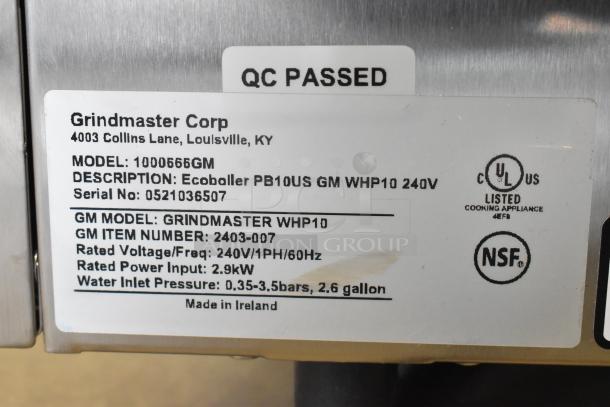 QC PASSED
Grindmaster Corp
4003 Collins Lane, Louisville, KY
MODEL: 1000666GM
DESCRIPTION: Ecoboiler PB10US GM WHP10 240V
Serial No: 0521036507
GM MODEL: GRINDMASTER WHP10
GM ITEM NUMBER: 2403-007
Rated Voltage/Freq: 240V/1PH/60Hz
Rated Power Input: 2.9kW
Water Inlet Pressure: 0.35-3.5bars, 2.6 gallon
Made in Ireland
C UL US
LISTED
COOKING APPLIANCE
4EF8
NSF®
GROUP